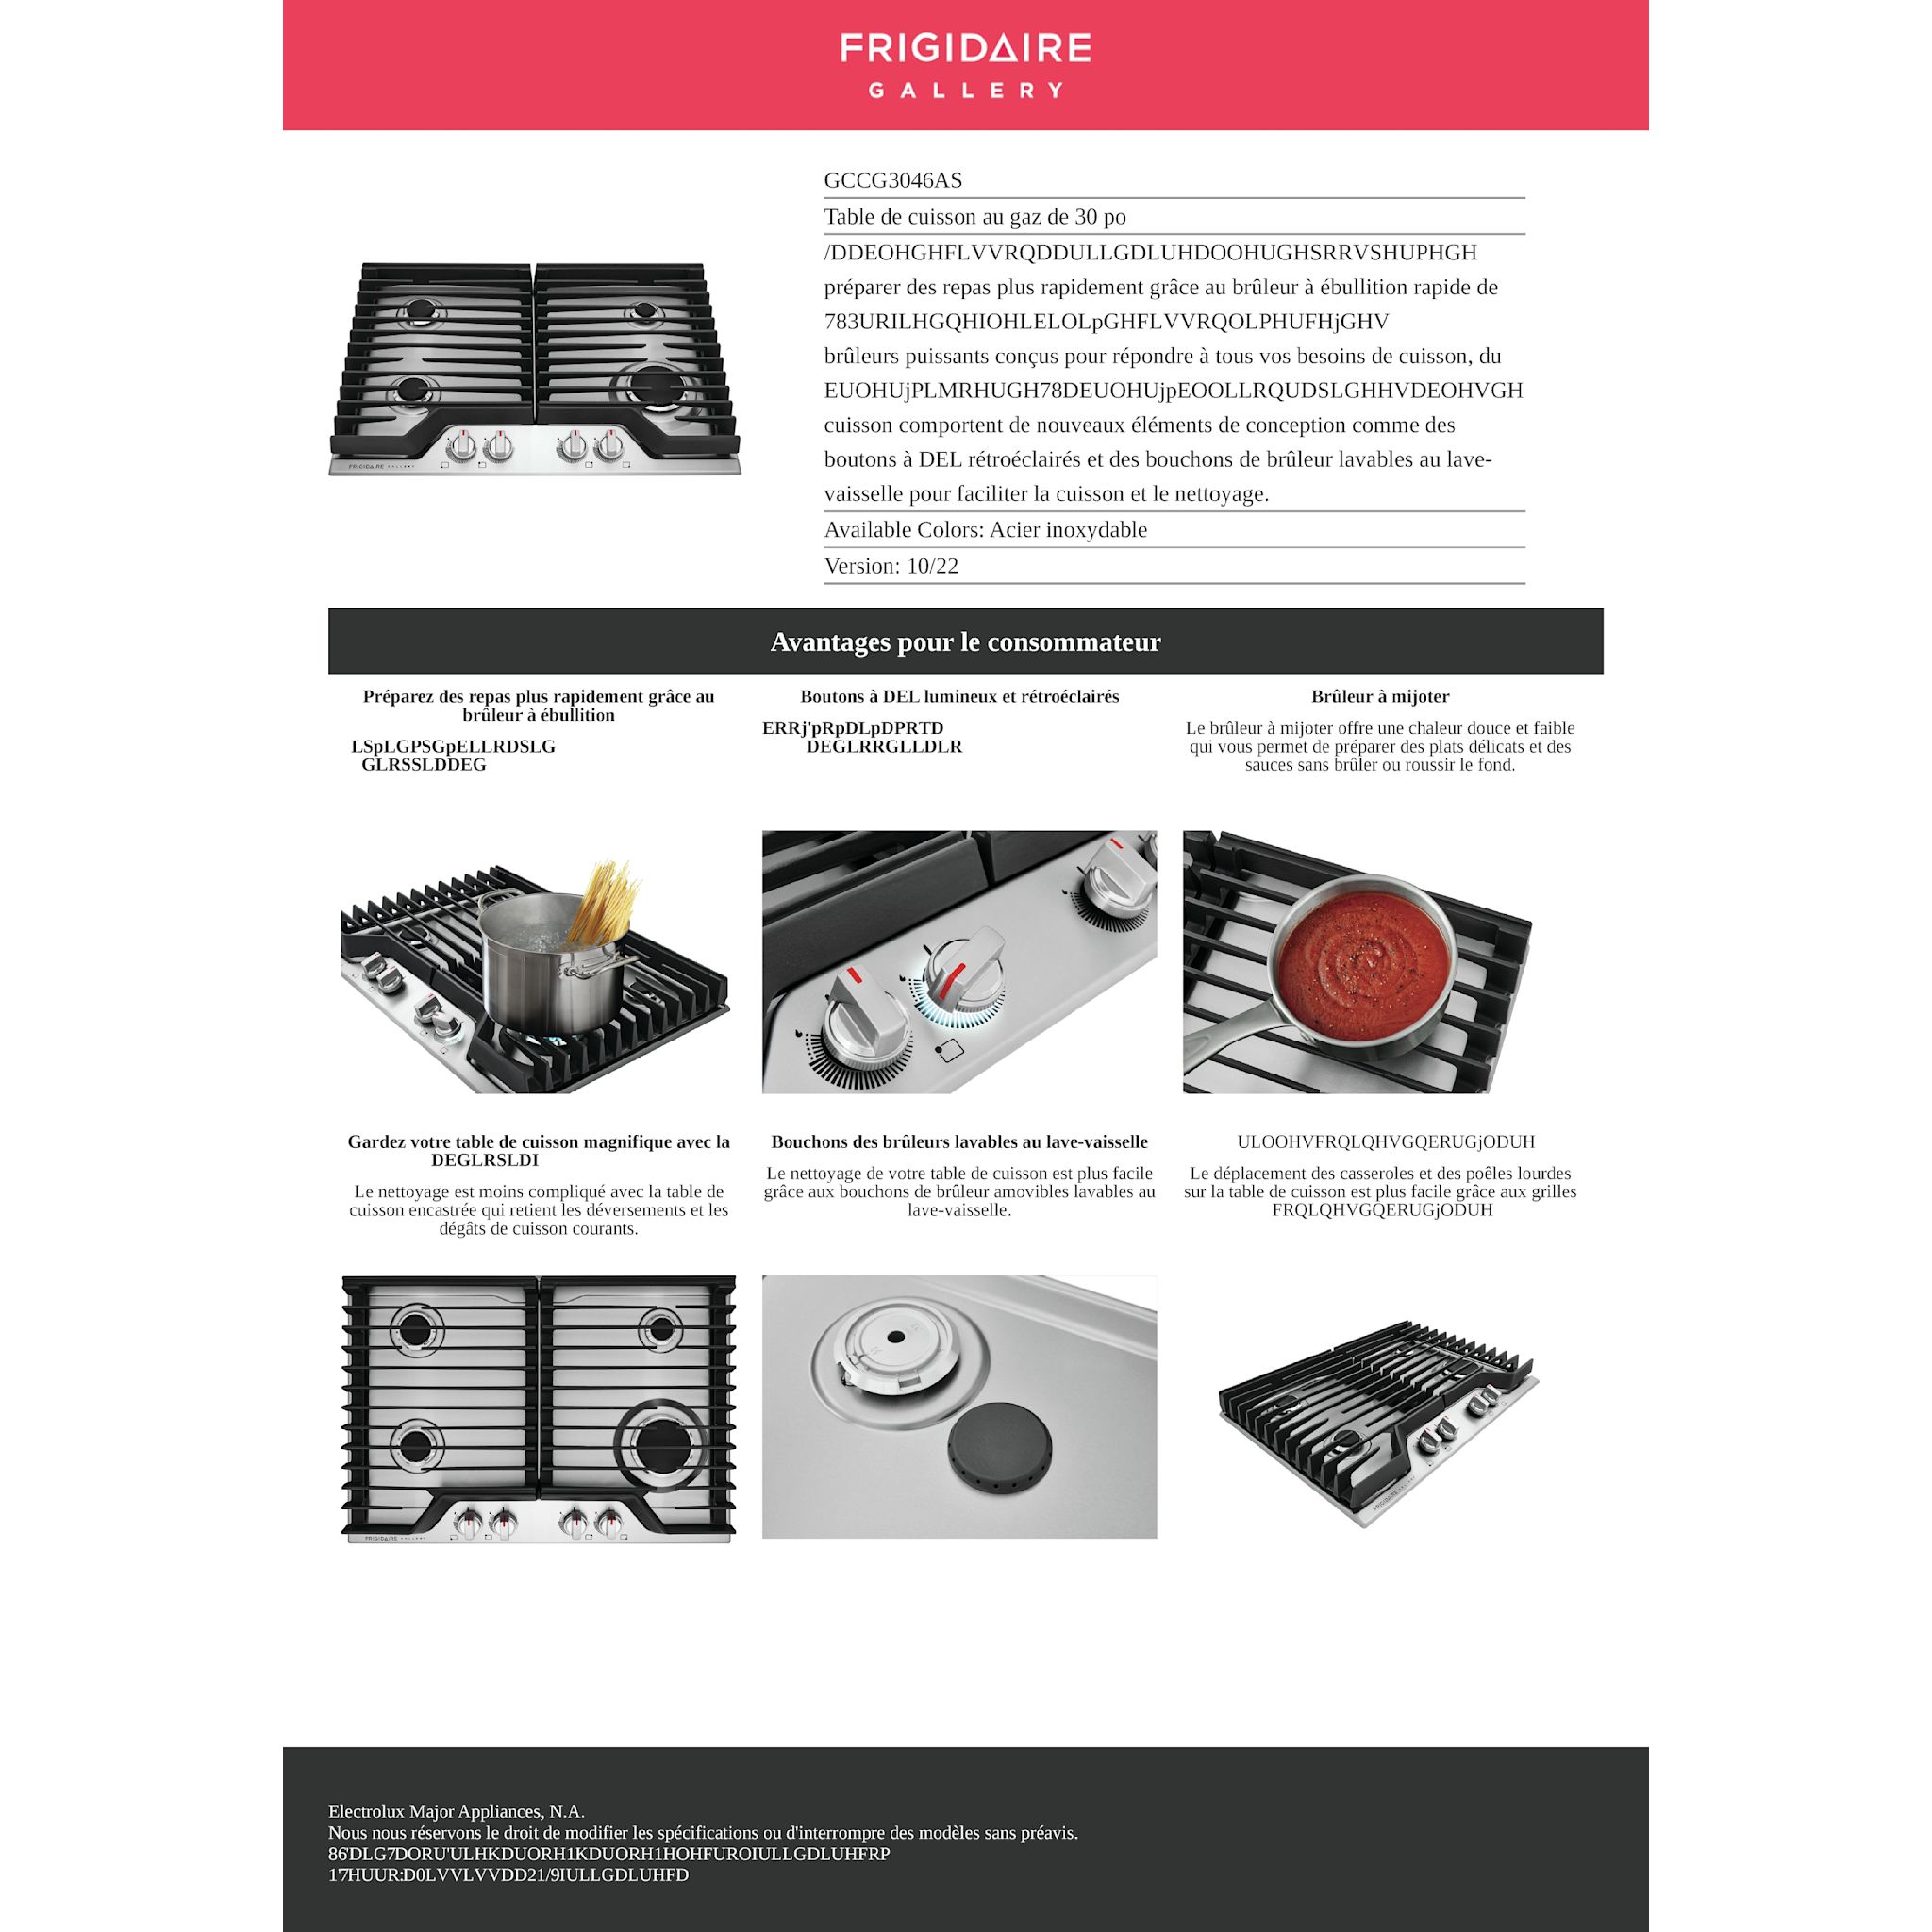 FRIGIDAIRE
GALLERY
GCCG3046AS
Table de cuisson au gaz de 30 po
/DDEOHGHFLVVRQDDULLGDLUHDOOHUGHSRRVSHUPHGH
préparer des repas plus rapidement grâce au brûleur à ébullition rapide de
783URILHGQHIOHLELOLpGHFLVVRQOLPHUFHjGHV
brûleurs puissants conçus pour répondre à tous vos besoins de cuisson, du
EUOHUjPLMRHUGH78DEUOHUjpEOOLLRQUDSLGHHVDEOHVGH
cuisson comportent de nouveaux éléments de conception comme des
boutons à DEL rétroéclairés et des bouchons de brûleur lavables au lave-
vaisselle pour faciliter la cuisson et le nettoyage.
Available Colors: Acier inoxydable
Version: 10/22
Avantages pour le consommateur
Préparez des repas plus rapidement grâce au
brûleur à ébullition
LSpLGPSGpELLRDSLG
GLRSSLDDEG
Boutons à DEL lumineux et rétroéclairés
ERRj'pRpDLpDPRTD
DEGLRRGLLDLR
Brûleur à mijoter
Le brûleur à mijoter offre une chaleur douce et faible
qui vous permet de préparer des plats délicats et des
sauces sans brûler ou roussir le fond.
Gardez votre table de cuisson magnifique avec la
DEGLRSLDI
Le nettoyage est moins compliqué avec la table de
cuisson encastrée qui retient les déversements et les
dégâts de cuisson courants.
Bouchons des brûleurs lavables au lave-vaisselle
Le nettoyage de votre table de cuisson est plus facile
grâce aux bouchons de brûleur amovibles lavables au
lave-vaisselle.
ULOOHVFRQLQHVGQERUGjODUH
Le déplacement des casseroles et des poêles lourdes
sur la table de cuisson est plus facile grâce aux grilles
FRQLQHVGQERUGjODUH
Electrolux Major Appliances, N.A.
Nous nous réservons le droit de modifier les spécifications ou d'interrompre des modèles sans préavis.
86'DLG7DORU'ULHKDUORH1KDUORH1HOHFUROIULLGDLUHFRP
17HUUR:D0LVVLVVDD21/9IULLGDLUHFD